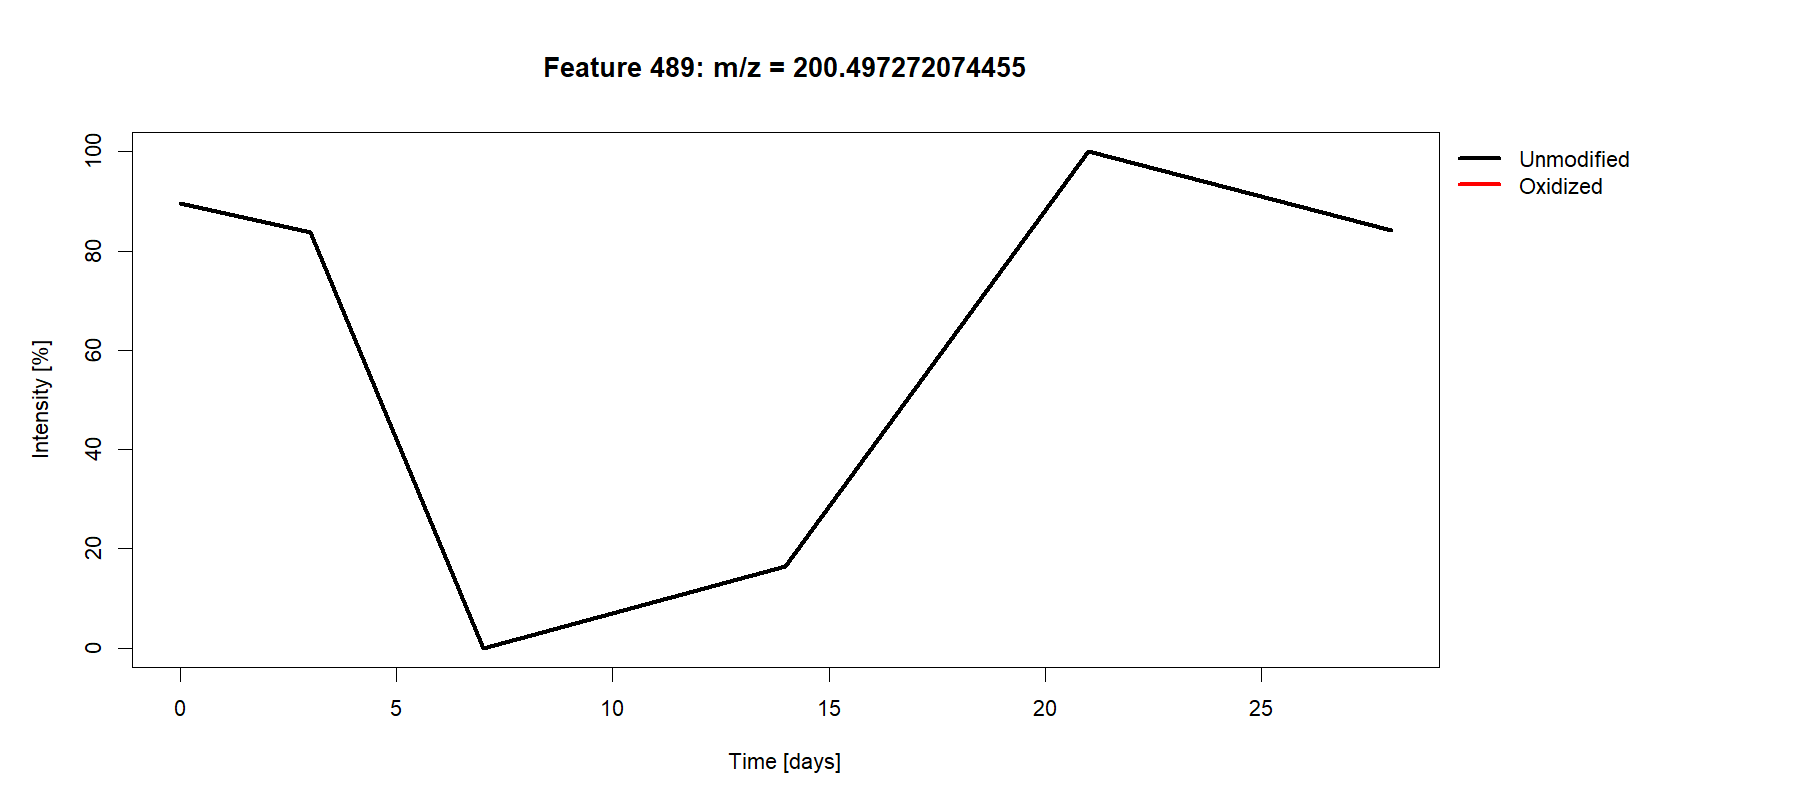 Feature 489: m/z = 200.497272074455
Unmodified
Oxidized
Intensity [%]
100
80
60
40
20
0
0 5 10 15 20 25
Time [days]